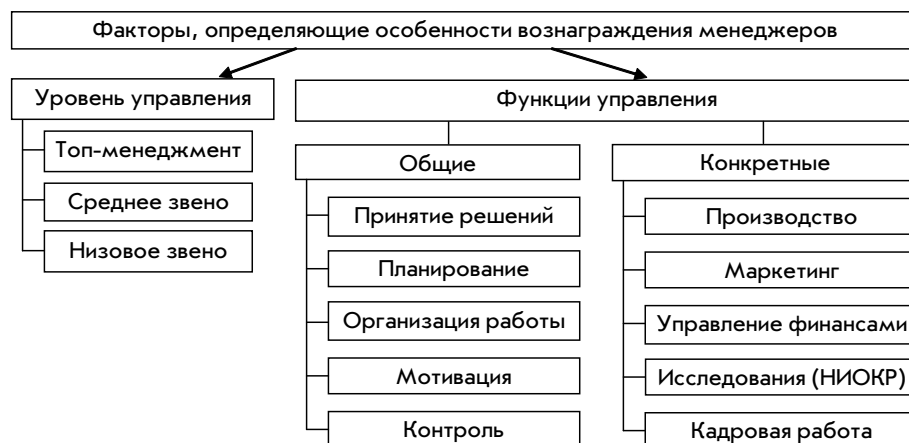 Факторы, определяющие особенности вознаграждения менеджеров
Уровень управления
Топ-менеджмент
Среднее звено
Низовое звено
Функции управления
Общие
Принятие решений
Планирование
Организация работы
Мотивация
Контроль
Конкретные
Производство
Маркетинг
Управление финансами
Исследования (НИОКР)
Кадровая работа